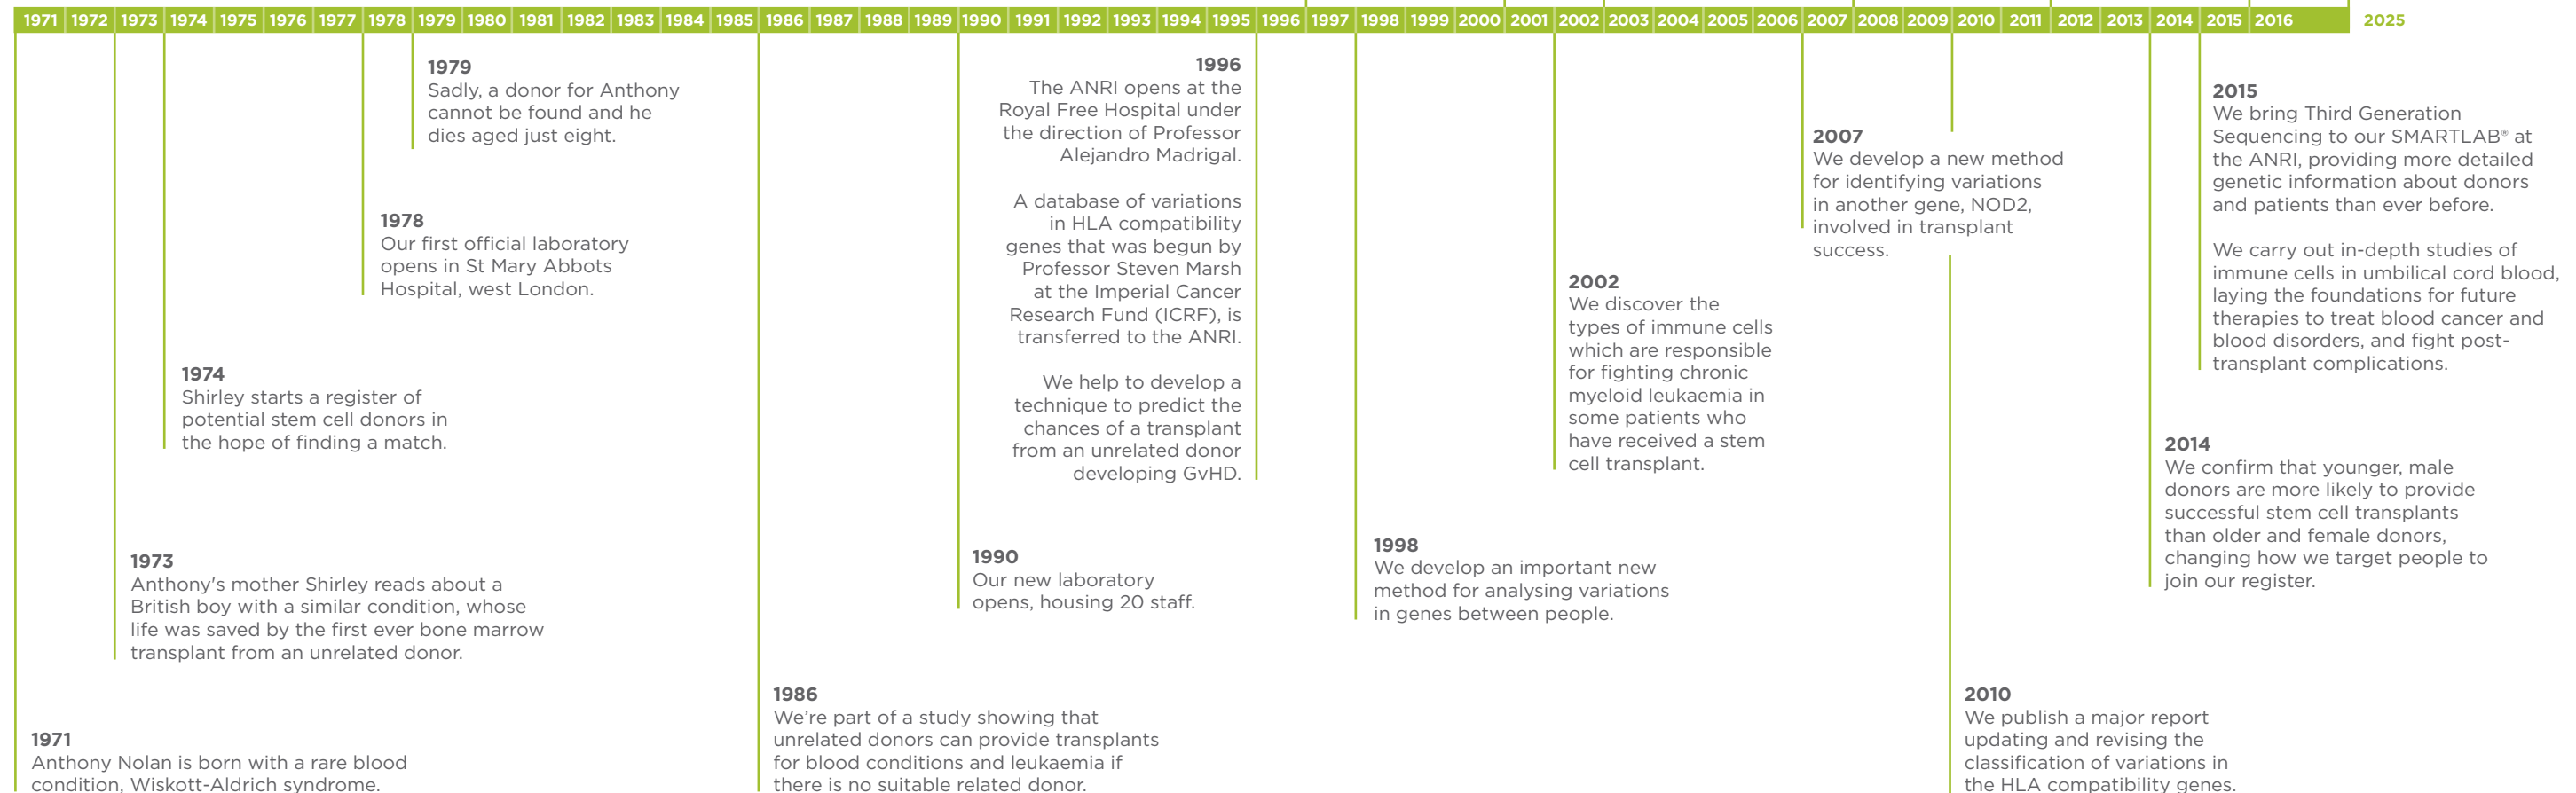 1971 1972 1973 1974 1975 1976 1976 1977 1978 1979 1980 1981 1982 1983 1984 1985 1986 1987 1988 1989 1990 1991 1992 1993 1994 1995 1996 1997 1998 1999 2000 2001 2002 2003 2004 2005 2006 2007 2008 2009 2010 2011 2012 2013 2014 2015 2016 2025
1979
Sadly, a donor for Anthony
cannot be found and he
dies aged just eight.
1978
Our first official laboratory
opens in St Mary Abbots
Hospital, west London.
1974
Shirley starts a register of
potential stem cell donors in
the hope of finding a match.
1973
Anthony's mother Shirley reads about a
British boy with a similar condition, whose
life was saved by the first ever bone marrow
transplant from an unrelated donor.
1971
Anthony Nolan is born with a rare blood
condition, Wiskott-Aldrich syndrome.
1986
We’re part of a study showing that
unrelated donors can provide transplants
for blood conditions and leukaemia if
there is no suitable related donor.
1990
Our new laboratory
opens, housing 20 staff.
1996
The ANRI opens at the
Royal Free Hospital under
the direction of Professor
Alejandro Madrigal.
A database of variations
in HLA compatibility
genes that was begun by
Professor Steven Marsh
at the Imperial Cancer
Research Fund (ICRF), is
transferred to the ANRI.
We help to develop a
technique to predict the
chances of a transplant
from an unrelated donor
developing GvHD.
1998
We develop an important new
method for analysing variations
in genes between people.
2002
We discover the
types of immune cells
which are responsible
for fighting chronic
myeloid leukaemia in
some patients who
have received a stem
cell transplant.
2007
We develop a new method
for identifying variations
in another gene, NOD2,
involved in transplant
success.
2010
We publish a major report
updating and revising the
classification of variations in
the HLA compatibility genes.
2015
We bring Third Generation
Sequencing to our SMARTLAB® at
the ANRI, providing more detailed
genetic information about donors
and patients than ever before.
We carry out in-depth studies of
immune cells in umbilical cord blood,
laying the foundations for future
therapies to treat blood cancer and
blood disorders, and fight post-
transplant complications.
2014
We confirm that younger, male
donors are more likely to provide
successful stem cell transplants
than older and female donors,
changing how we target people to
join our register.